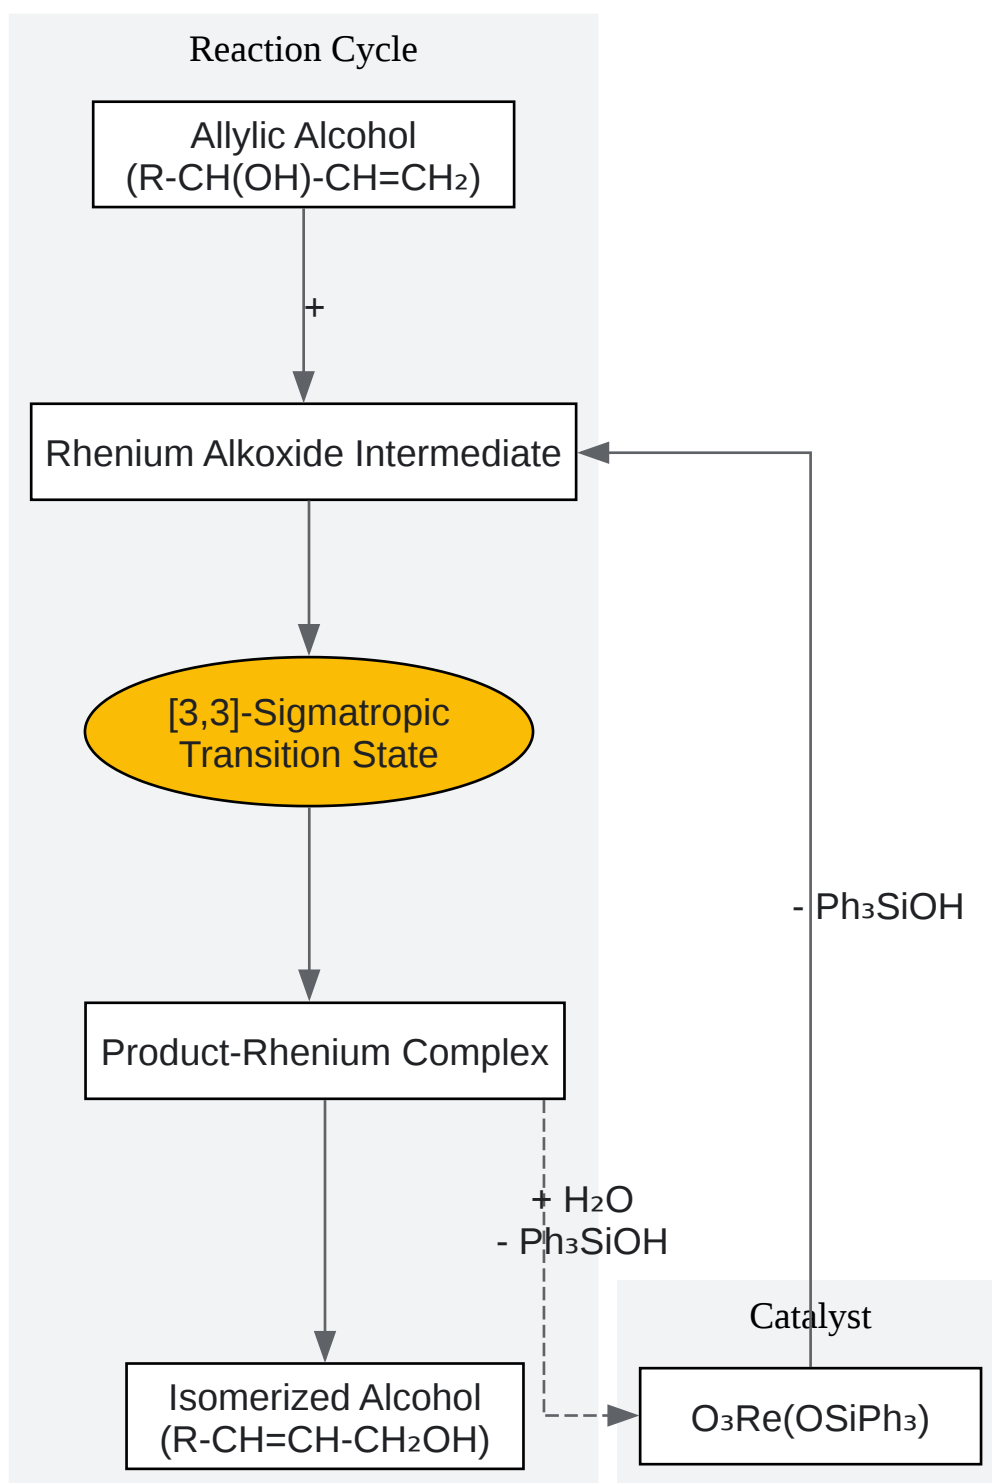 Reaction Cycle
Allylic Alcohol
(R-CH(OH)-CH=CH₂)
+
Rhenium Alkoxide Intermediate
[3,3]-Sigmatropic
Transition State
- Ph₃SiOH
Product-Rhenium Complex
+ H₂O
- Ph₃SiOH
Catalyst
Isomerized Alcohol
(R-CH=CH-CH₂OH)
O₃Re(OSiPh₃)